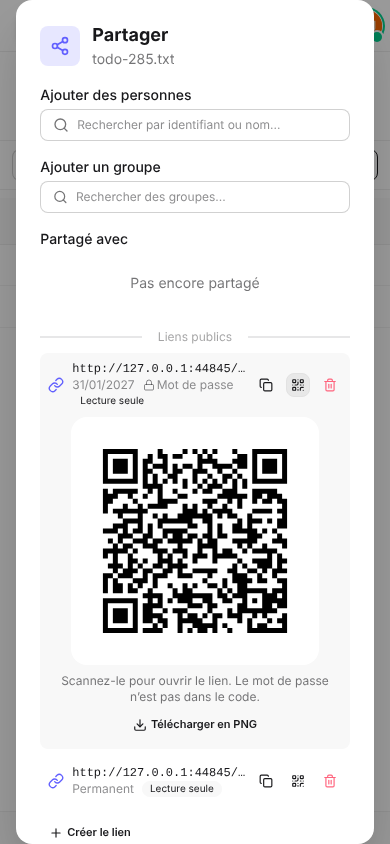 Partager
todo-285.txt
Ajouter des personnes
Rechercher par identifiant ou nom...
Ajouter un groupe
Rechercher des groupes...
Partagé avec
Pas encore partagé
Liens publics
http://127.0.0.1:44845/…
31/01/2027 Mot de passe
Lecture seule
Scannez-le pour ouvrir le lien. Le mot de passe
n’est pas dans le code.
Télécharger en PNG
http://127.0.0.1:44845/…
Permanent Lecture seule
Créer le lien